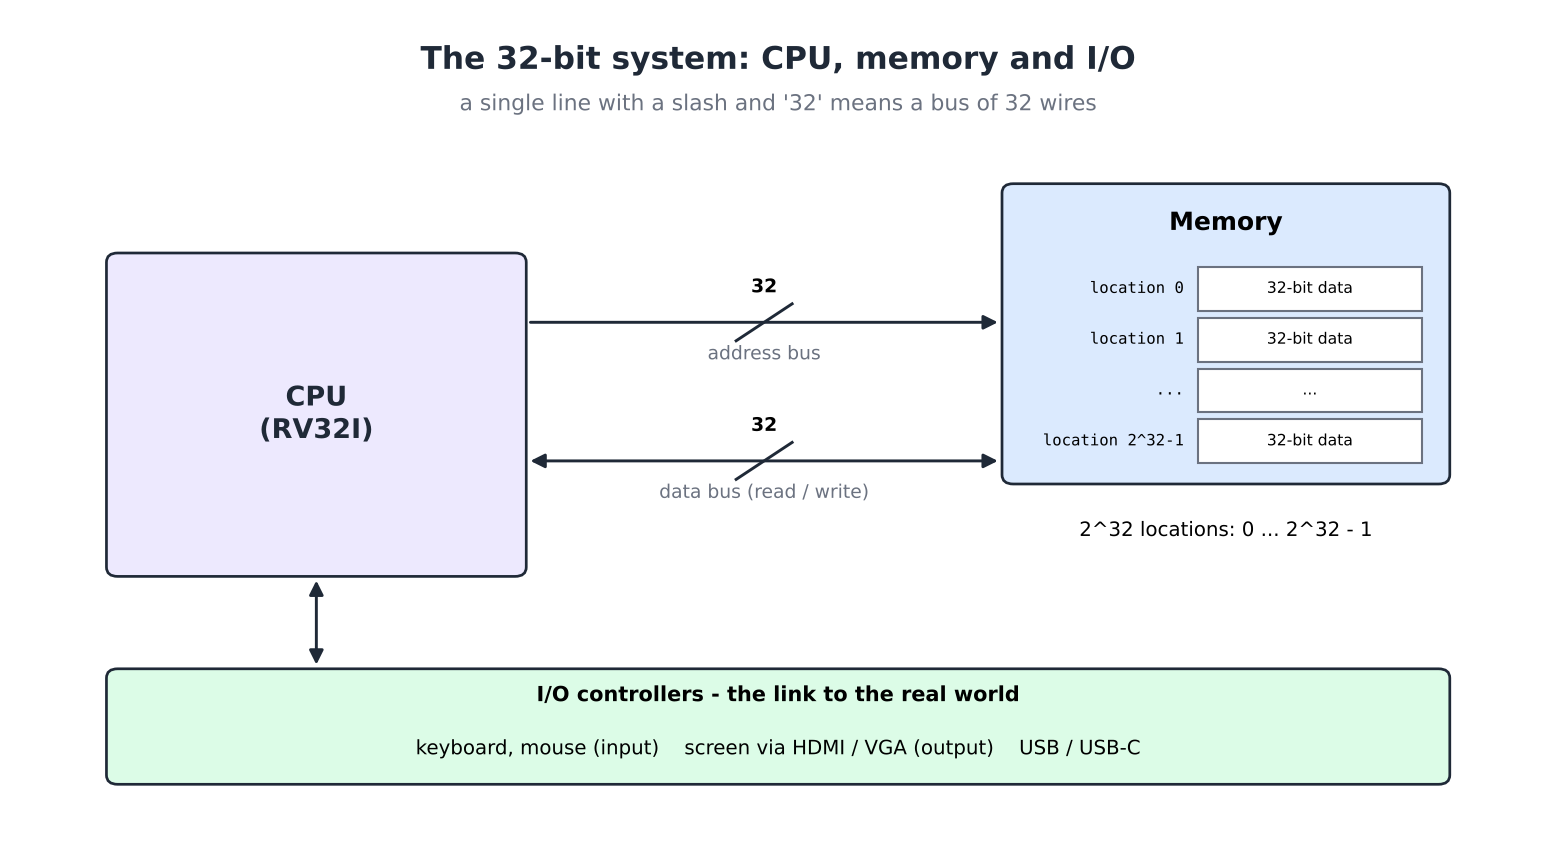 The 32-bit system: CPU, memory and I/O
a single line with a slash and '32' means a bus of 32 wires
CPU
(RV32I)
32
address bus
32
data bus (read / write)
Memory
location 0 32-bit data
location 1 32-bit data
... ...
location 2^32-1 32-bit data
2^32 locations: 0 ... 2^32 - 1
I/O controllers - the link to the real world
keyboard, mouse (input) screen via HDMI / VGA (output) USB / USB-C